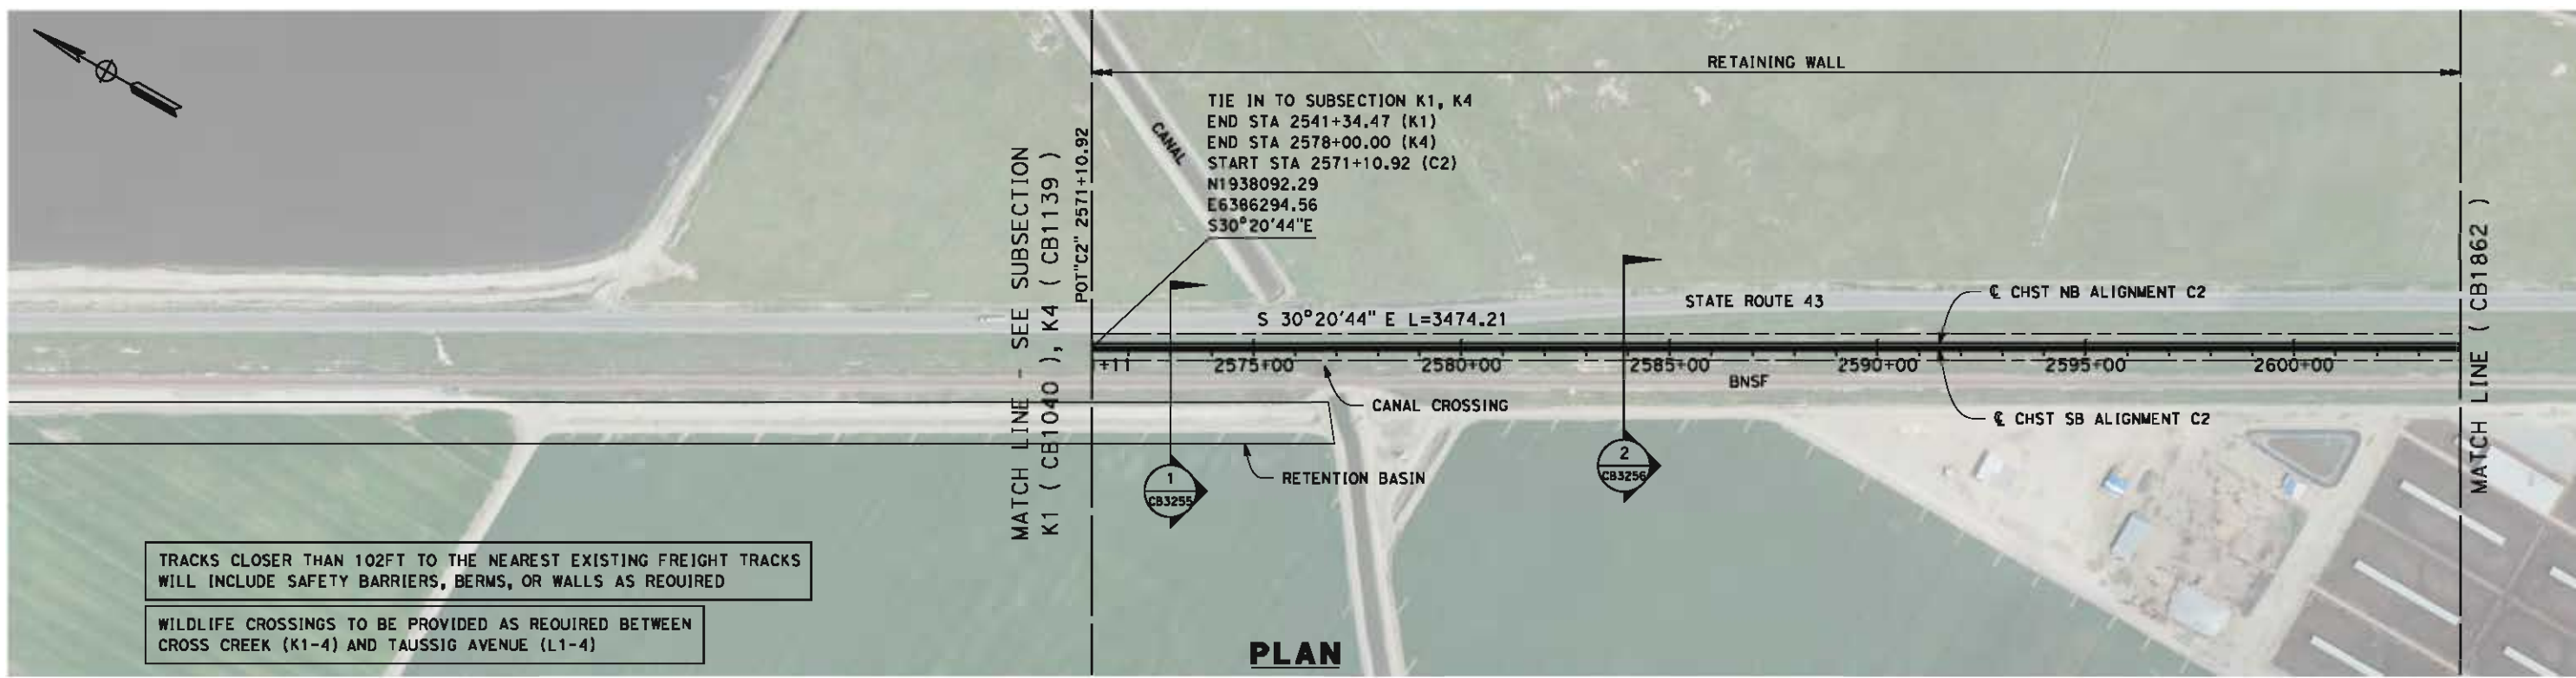 RETAINING WALL
TIE IN TO SUBSECTION K1, K4
END STA 2541+34.47 (K1)
END STA 2578+00.00 (K4)
START STA 2571+10.92 (C2)
N1938092.29
E6386294.56
S30°20'44"E
CANAL
MATCH LINE - SEE SUBSECTION
K1 ( CB1040 ), K4 ( CB1139 )
POT"C2" 2571+10.92
S 30°20'44" E L=3474.21
STATE ROUTE 43
℄ CHST NB ALIGNMENT C2
+11
2575+00
2580+00
2585+00
2590+00
2595+00
2600+00
BNSF
CANAL CROSSING
℄ CHST SB ALIGNMENT C2
RETENTION BASIN
1
CB3255
2
CB3256
MATCH LINE ( CB1862 )
TRACKS CLOSER THAN 102FT TO THE NEAREST EXISTING FREIGHT TRACKS
WILL INCLUDE SAFETY BARRIERS, BERMS, OR WALLS AS REQUIRED
WILDLIFE CROSSINGS TO BE PROVIDED AS REQUIRED BETWEEN
CROSS CREEK (K1-4) AND TAUSSIG AVENUE (L1-4)
PLAN